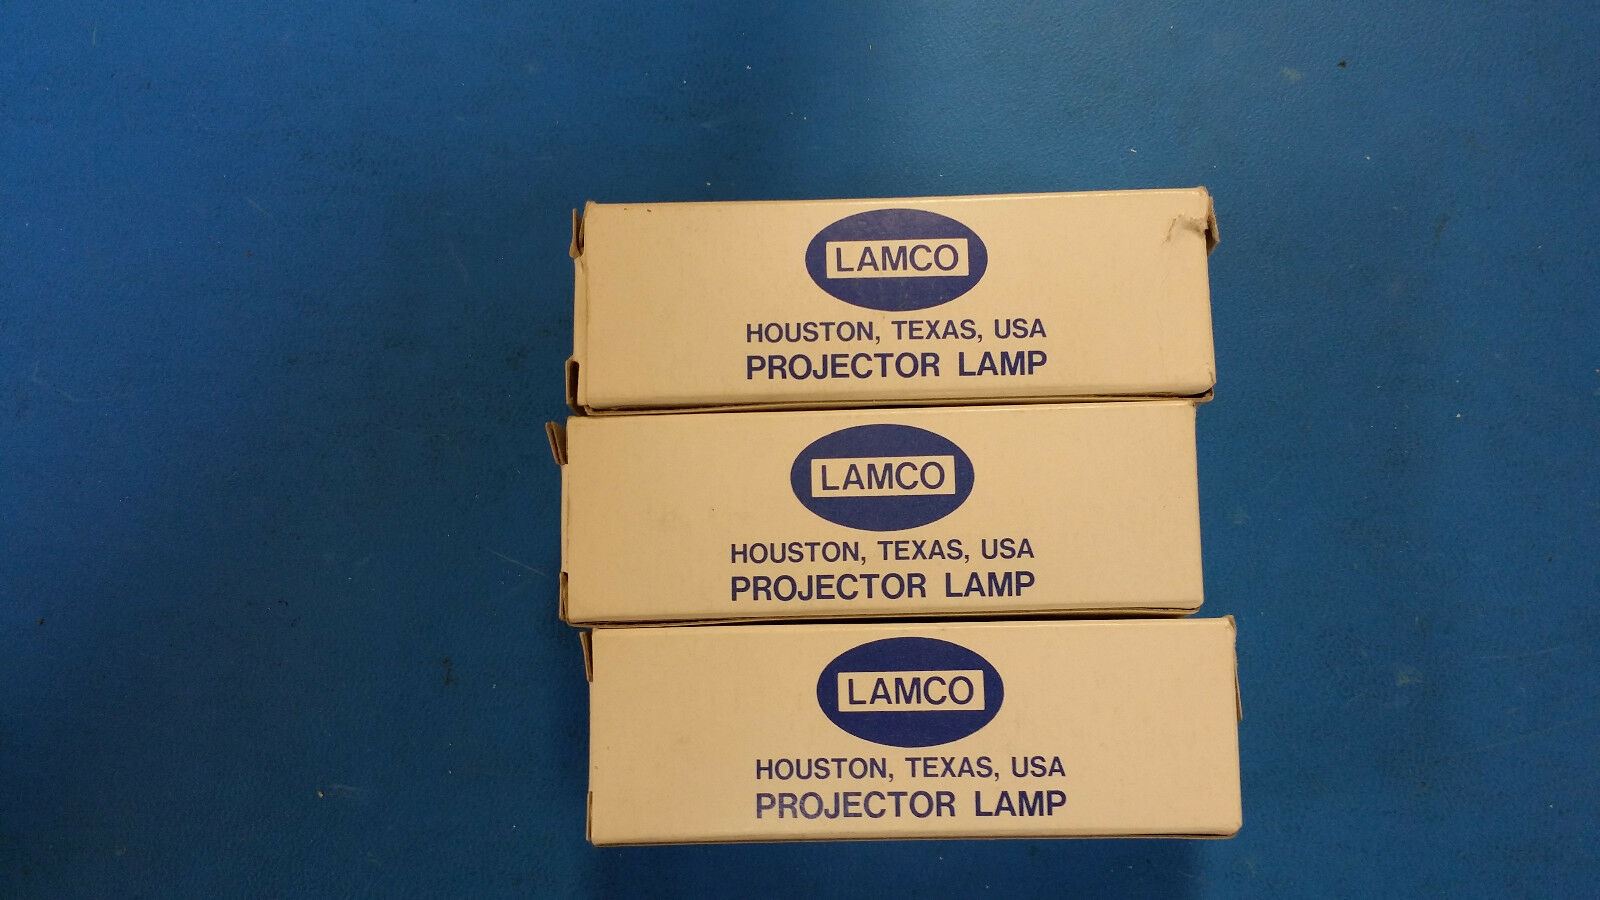 LAMCO
HOUSTON, TEXAS, USA
PROJECTOR LAMP
LAMCO
HOUSTON, TEXAS, USA
PROJECTOR LAMP
LAMCO
HOUSTON, TEXAS, USA
PROJECTOR LAMP